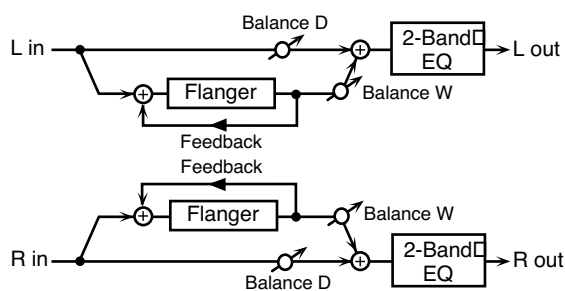 Balance D
L in
2-Band
EQ
L out
Flanger
Balance W
Feedback
Feedback
Flanger
Balance W
R in
2-Band
EQ
R out
Balance D